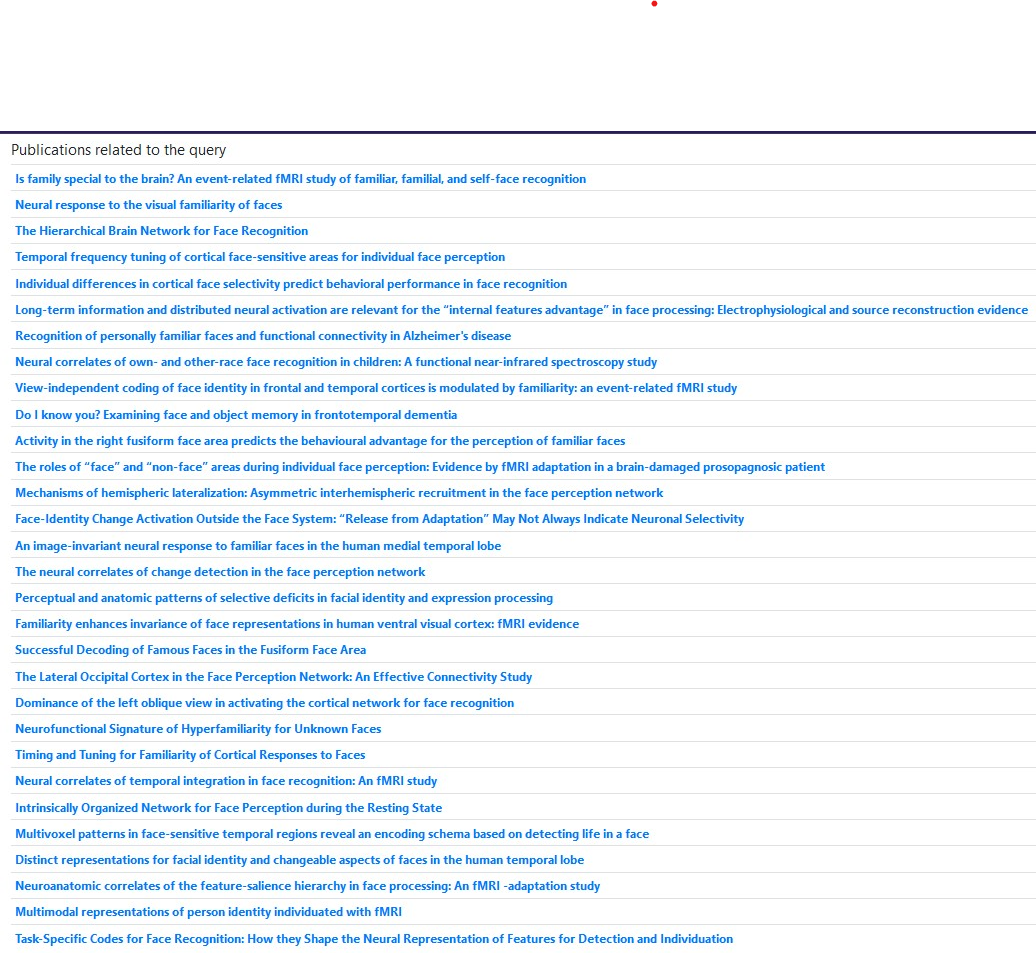 Publications related to the query
Is family special to the brain? An event-related fMRI study of familiar, familial, and self-face recognition
Neural response to the visual familiarity of faces
The Hierarchical Brain Network for Face Recognition
Temporal frequency tuning of cortical face-sensitive areas for individual face perception
Individual differences in cortical face selectivity predict behavioral performance in face recognition
Long-term information and distributed neural activation are relevant for the “internal features advantage” in face processing: Electrophysiological and source reconstruction evidence
Recognition of personally familiar faces and functional connectivity in Alzheimer's disease
Neural correlates of own- and other-race face recognition in children: A functional near-infrared spectroscopy study
View-independent coding of face identity in frontal and temporal cortices is modulated by familiarity: an event-related fMRI study
Do I know you? Examining face and object memory in frontotemporal dementia
Activity in the right fusiform face area predicts the behavioural advantage for the perception of familiar faces
The roles of “face” and “non-face” areas during individual face perception: Evidence by fMRI adaptation in a brain-damaged prosopagnosic patient
Mechanisms of hemispheric lateralization: Asymmetric interhemispheric recruitment in the face perception network
Face-Identity Change Activation Outside the Face System: “Release from Adaptation” May Not Always Indicate Neuronal Selectivity
An image-invariant neural response to familiar faces in the human medial temporal lobe
The neural correlates of change detection in the face perception network
Perceptual and anatomic patterns of selective deficits in facial identity and expression processing
Familiarity enhances invariance of face representations in human ventral visual cortex: fMRI evidence
Successful Decoding of Famous Faces in the Fusiform Face Area
The Lateral Occipital Cortex in the Face Perception Network: An Effective Connectivity Study
Dominance of the left oblique view in activating the cortical network for face recognition
Neurofunctional Signature of Hyperfamiliarity for Unknown Faces
Timing and Tuning for Familiarity of Cortical Responses to Faces
Neural correlates of temporal integration in face recognition: An fMRI study
Intrinsically Organized Network for Face Perception during the Resting State
Multivoxel patterns in face-sensitive temporal regions reveal an encoding schema based on detecting life in a face
Distinct representations for facial identity and changeable aspects of faces in the human temporal lobe
Neuroanatomic correlates of the feature-salience hierarchy in face processing: An fMRI -adaptation study
Multimodal representations of person identity individuated with fMRI
Task-Specific Codes for Face Recognition: How they Shape the Neural Representation of Features for Detection and Individuation